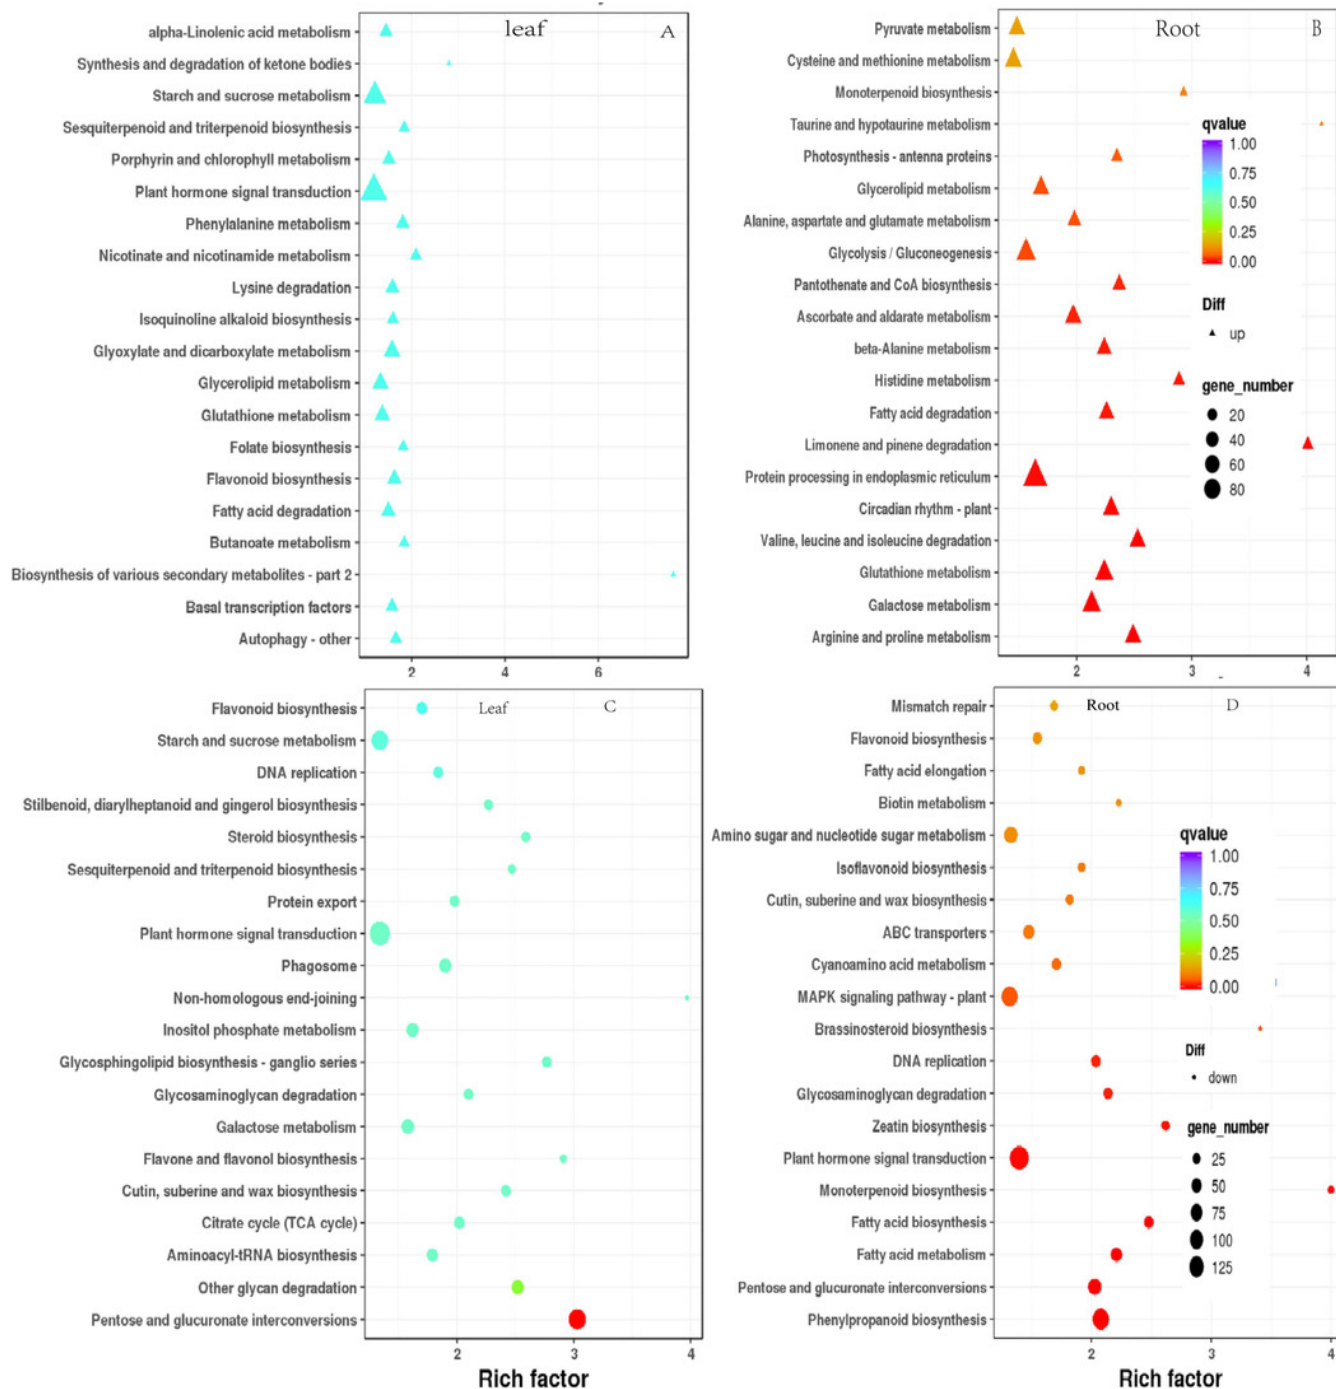 leaf A
alpha-Linolenic acid metabolism
Synthesis and degradation of ketone bodies
Starch and sucrose metabolism
Sesquiterpenoid and triterpenoid biosynthesis
Porphyrin and chlorophyll metabolism
Plant hormone signal transduction
Phenylalanine metabolism
Nicotinate and nicotinamide metabolism
Lysine degradation
Isoquinoline alkaloid biosynthesis
Glyoxylate and dicarboxylate metabolism
Glycerolipid metabolism
Glutathione metabolism
Folate biosynthesis
Flavonoid biosynthesis
Fatty acid degradation
Butanoate metabolism
Biosynthesis of various secondary metabolites - part 2
Basal transcription factors
Autophagy - other
2 4 6
Root B
Pyruvate metabolism
Cysteine and methionine metabolism
Monoterpenoid biosynthesis
Taurine and hypotaurine metabolism
Photosynthesis - antenna proteins
Glycerolipid metabolism
Alanine, aspartate and glutamate metabolism
Glycolysis / Gluconeogenesis
Pantothenate and CoA biosynthesis
Ascorbate and aldarate metabolism
beta-Alanine metabolism
Histidine metabolism
Fatty acid degradation
Limonene and pinene degradation
Protein processing in endoplasmic reticulum
Circadian rhythm - plant
Valine, leucine and isoleucine degradation
Glutathione metabolism
Galactose metabolism
Arginine and proline metabolism
2 3 4
qvalue
1.00
0.75
0.50
0.25
0.00
Diff
up
gene_number
20
40
60
80
Leaf C
Flavonoid biosynthesis
Starch and sucrose metabolism
DNA replication
Stilbenoid, diarylheptanoid and gingerol biosynthesis
Steroid biosynthesis
Sesquiterpenoid and triterpenoid biosynthesis
Protein export
Plant hormone signal transduction
Phagosome
Non-homologous end-joining
Inositol phosphate metabolism
Glycosphingolipid biosynthesis - ganglio series
Glycosaminoglycan degradation
Galactose metabolism
Flavone and flavonol biosynthesis
Cutin, suberine and wax biosynthesis
Citrate cycle (TCA cycle)
Aminoacyl-tRNA biosynthesis
Other glycan degradation
Pentose and glucuronate interconversions
2 3 4
Rich factor
Root D
Mismatch repair
Flavonoid biosynthesis
Fatty acid elongation
Biotin metabolism
Amino sugar and nucleotide sugar metabolism
Isoflavonoid biosynthesis
Cutin, suberine and wax biosynthesis
ABC transporters
Cyanoamino acid metabolism
MAPK signaling pathway - plant
Brassinosteroid biosynthesis
DNA replication
Glycosaminoglycan degradation
Zeatin biosynthesis
Plant hormone signal transduction
Monoterpenoid biosynthesis
Fatty acid biosynthesis
Fatty acid metabolism
Pentose and glucuronate interconversions
Phenylpropanoid biosynthesis
2 3 4
Rich factor
qvalue
1.00
0.75
0.50
0.25
0.00
Diff
down
gene_number
25
50
75
100
125